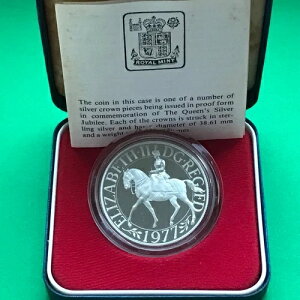 ROYAL MINT
The coin in this case is one of a number of
silver crown pieces being issued in proof form
in commemoration of The Queen's Silver
Jubilee. Each of the crowns is struck in ster-
ling silver and has a diameter of 38.61 mm
and a weight
ELIZABETH·II DG·REG FD
1977